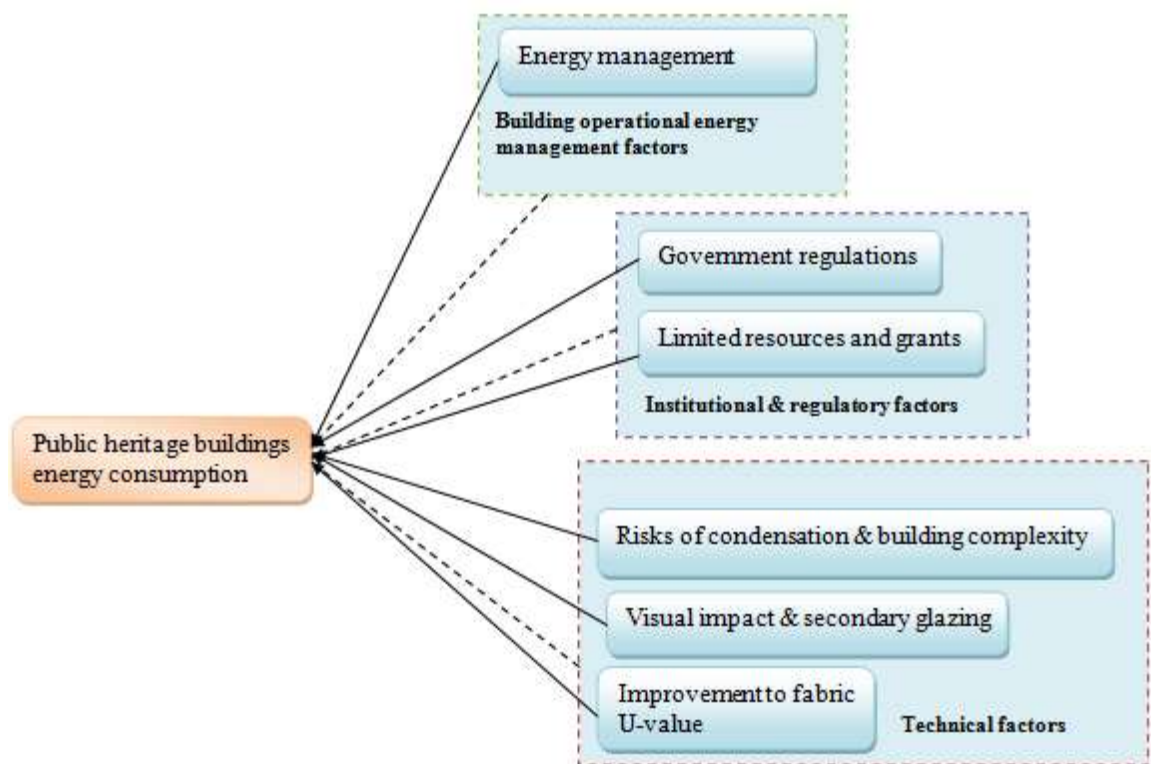 Energy management
Building operational energy
management factors
Government regulations
Limited resources and grants
Institutional & regulatory factors
Public heritage buildings
energy consumption
Risks of condensation & building complexity
Visual impact & secondary glazing
Improvement to fabric
U-value
Technical factors